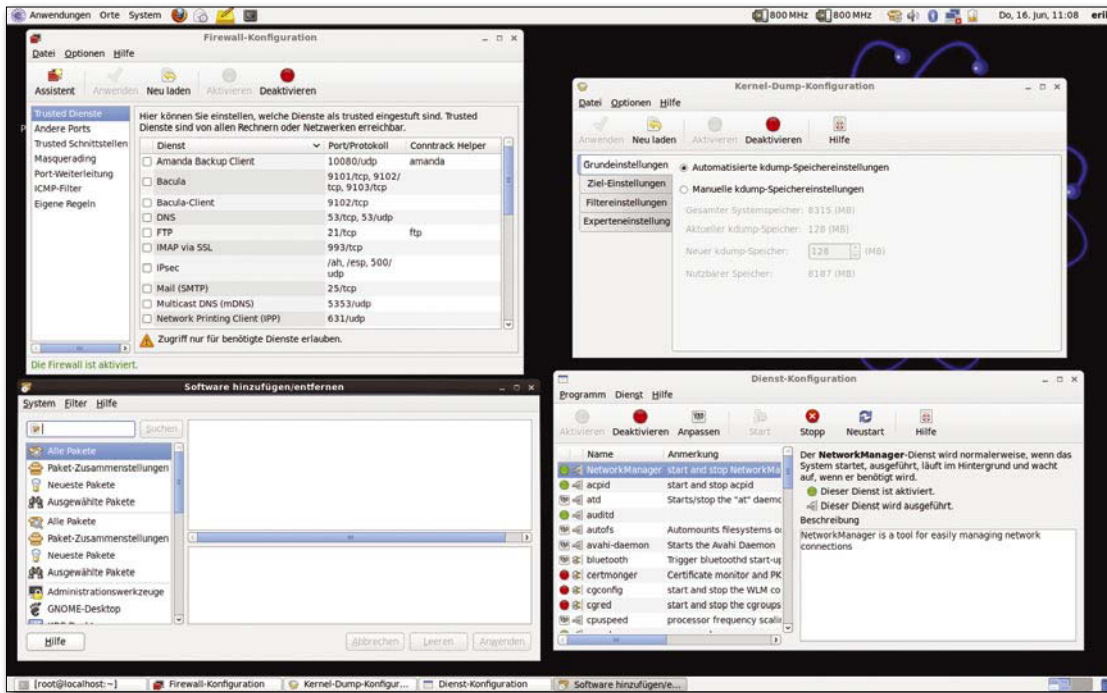 Anwendungen Orte System 800 MHz 800 MHz Do, 16. Jun, 11:08
Firewall-Konfiguration
Datei Optionen Hilfe
Assistent Anwenden Neu laden Aktivieren Deaktivieren
Trusted Dienste
Andere Ports
Trusted Schnittstellen
Masquerading
Port-Weiterleitung
ICMP-Filter
Eigene Regeln
Hier können Sie einstellen, welche Dienste als trusted eingestuft sind. Trusted
Dienste sind von allen Rechnern oder Netzwerken erreichbar.
Dienst Port/Protokoll Conntrack Helper
Amanda Backup Client 10080/udp amanda
Bacula 9101/tcp, 9102/
tcp, 9103/tcp
Bacula-Client 9102/tcp
DNS 53/tcp, 53/udp
FTP 21/tcp ftp
IMAP via SSL 993/tcp
IPsec /ah, /esp, 500/
udp
Mail (SMTP) 25/tcp
Multicast DNS (mDNS) 5353/udp
Network Printing Client (IPP) 631/udp
Zugriff nur für benötigte Dienste erlauben.
Die Firewall ist aktiviert.
Kernel-Dump-Konfiguration
Datei Optionen Hilfe
Anwenden Neu laden Aktivieren Deaktivieren Hilfe
Grundeinstellungen
Ziel-Einstellungen
Filtereinstellungen
Experteneinstellung
Automatisierte kdump-Speichereinstellungen
Manuelle kdump-Speichereinstellungen
Gesamter Systemspeicher: 8315 (MB)
Aktueller kdump-Speicher: 128 (MB)
Neuer kdump-Speicher: 128 (MB)
Nutzbarer Speicher: 8187 (MB)
Software hinzufügen/entfernen
System Filter Hilfe
Suchen
Alle Pakete
Paket-Zusammenstellungen
Neueste Pakete
Ausgewählte Pakete
Alle Pakete
Paket-Zusammenstellungen
Neueste Pakete
Ausgewählte Pakete
Administrationswerkzeuge
GNOME-Desktop
Hilfe Abbrechen Leeren Anwenden
Dienst-Konfiguration
Programm Dienst Hilfe
Aktivieren Deaktivieren Anpassen Start Stopp Neustart Hilfe
Name Anmerkung
NetworkManager start and stop NetworkMa
acpid start and stop acpid
atd Starts/stop the "at" daemo
auditd
autofs Automounts filesystems o
avahi-daemon Starts the Avahi Daemon
bluetooth Trigger bluetoothd start-up
certmonger Certificate monitor and PK
cgconfig start and stop the WLM co
cgred start and stop the cgroups
cpuspeed processor frequency scalin
Der NetworkManager-Dienst wird normalerweise, wenn das
System startet, ausgeführt, läuft im Hintergrund und wacht
auf, wenn er benötigt wird.
Dieser Dienst ist aktiviert.
Dieser Dienst wird ausgeführt.
Beschreibung
NetworkManager is a tool for easily managing network
connections
[root@localhost:~] Firewall-Konfiguration Kernel-Dump-Konfigur... Dienst-Konfiguration Software hinzufügen/e...